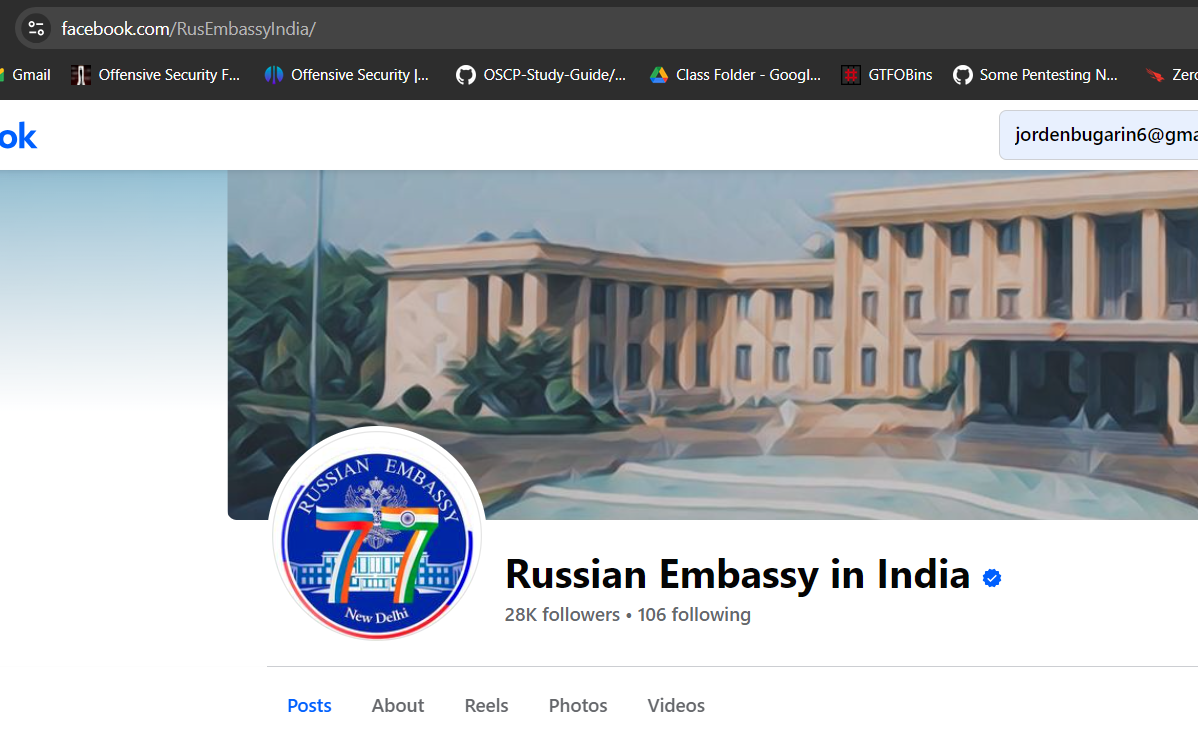 facebook.com/RusEmbassyIndia/
Gmail Offensive Security F... Offensive Security |... OSCP-Study-Guide/... Class Folder - Googl... GTFOBins Some Pentesting N... Zero
ok
jordenbugarin6@gma
RUSSIAN EMBASSY
77
New Delhi
Russian Embassy in India
28K followers • 106 following
Posts About Reels Photos Videos